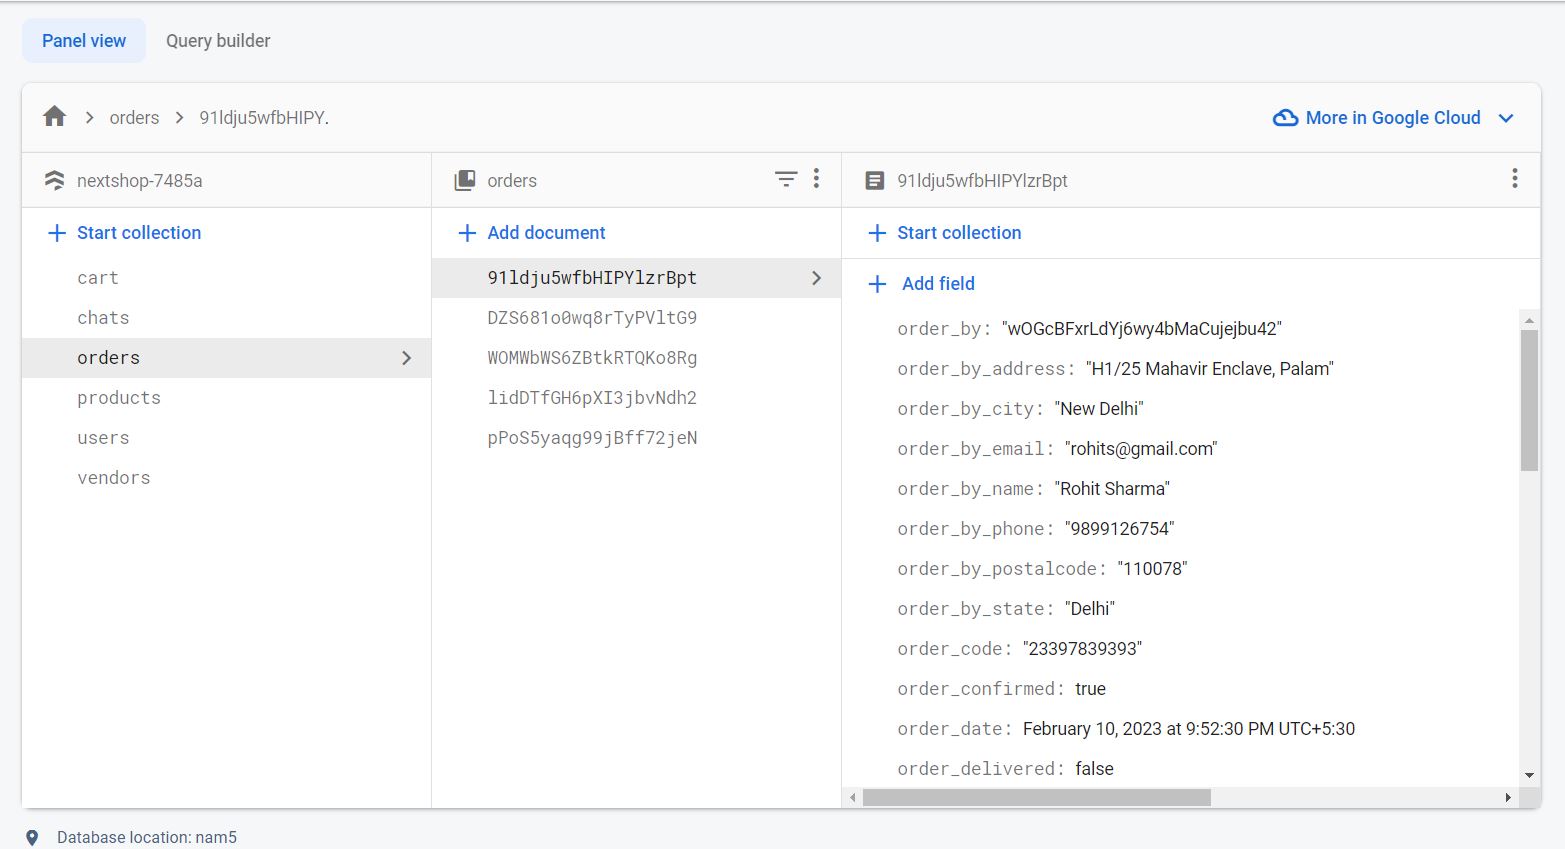 Panel view
Query builder
orders
91ldju5wfbHIPY.
More in Google Cloud
nextshop-7485a
orders
91ldju5wfbHIPYlzrBpt
Start collection
cart
chats
orders
products
users
vendors
Add document
91ldju5wfbHIPYlzrBpt
DZS681o0wq8rTyPVltG9
WOMWbWS6ZBtkRTQKo8Rg
lidDTfGH6pXI3jbvNdh2
pPoS5yaqg99jBff72jeN
Start collection
Add field
order_by: "wOGcBFxrLdYj6wy4bMaCujejbu42"
order_by_address: "H1/25 Mahavir Enclave, Palam"
order_by_city: "New Delhi"
order_by_email: "rohits@gmail.com"
order_by_name: "Rohit Sharma"
order_by_phone: "9899126754"
order_by_postalcode: "110078"
order_by_state: "Delhi"
order_code: "23397839393"
order_confirmed: true
order_date: February 10, 2023 at 9:52:30 PM UTC+5:30
order_delivered: false
Database location: nam5